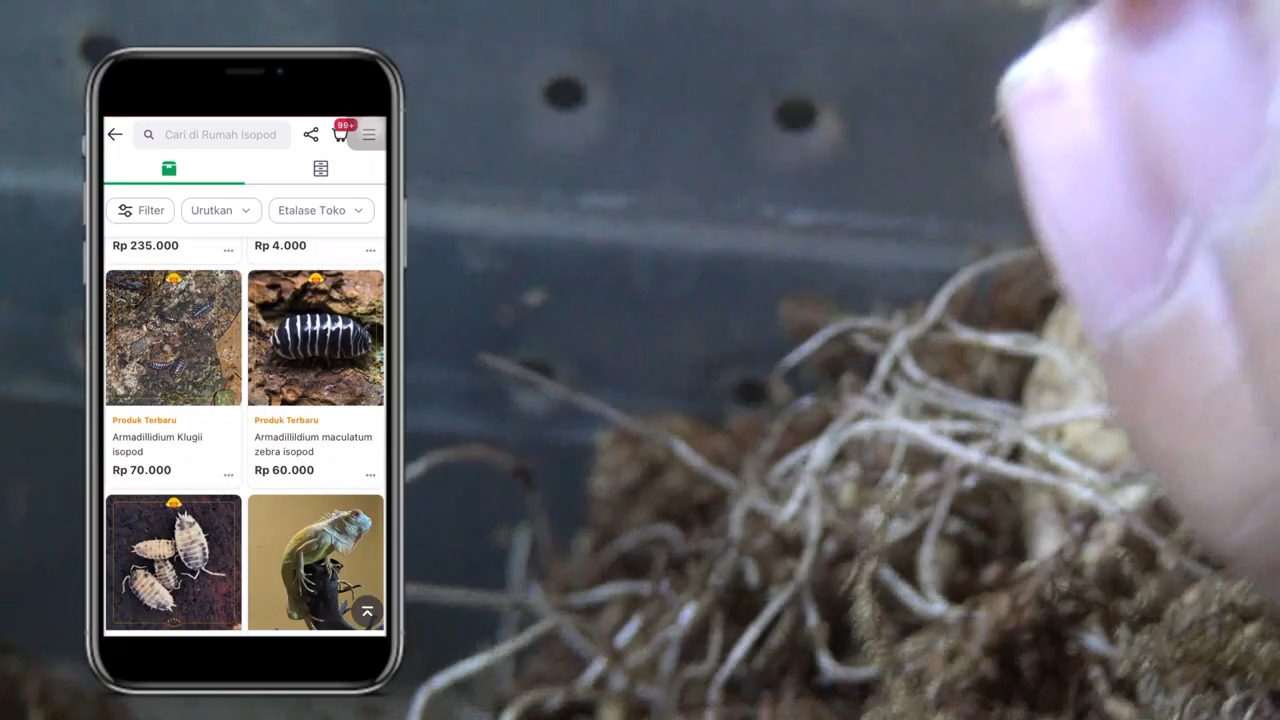 Cari di Rumah Isopod
99+
Filter
Urutkan
Etalase Toko
Rp 235.000
Rp 4.000
Produk Terbaru
Armadillidium Klugii
isopod
Rp 70.000
Produk Terbaru
Armadillildium maculatum
zebra isopod
Rp 60.000